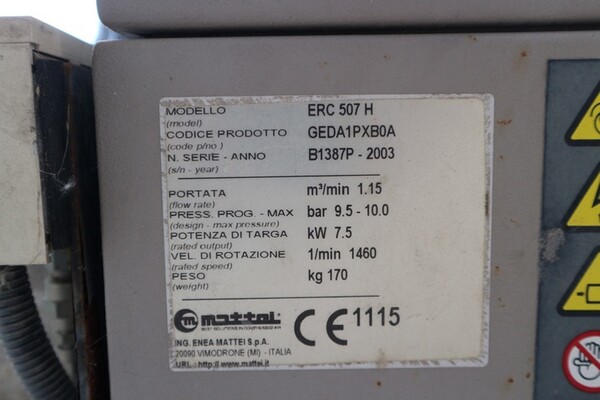 MODELLO ERC 507 H
(model)
CODICE PRODOTTO GEDA1PXB0A
(code p/no )
N. SERIE - ANNO B1387P - 2003
(s/n - year)
PORTATA m³/min 1.15
(flow rate)
PRESS. PROG. - MAX bar 9.5 - 10.0
(design - max pressure)
POTENZA DI TARGA kW 7.5
(rated output)
VEL. DI ROTAZIONE 1/min 1460
(rated speed)
PESO kg 170
(weight)
m mattei CE 1115
ING. ENEA MATTEI S.p.A.
20090 VIMODRONE (MI) - ITALIA
URL : http:\\ www.mattei.it